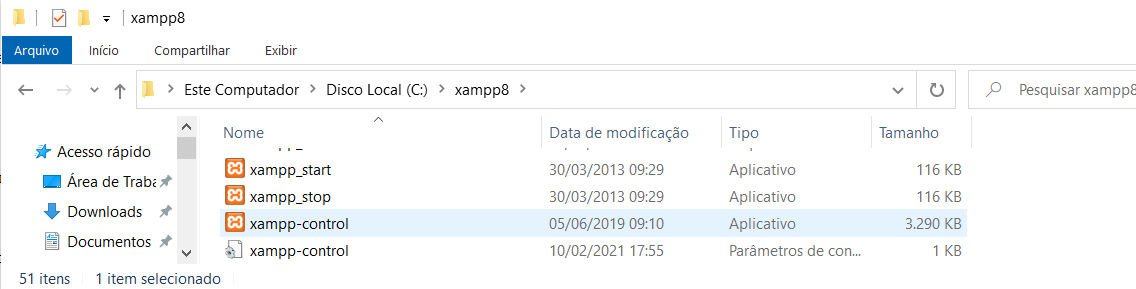 xampp8
Arquivo Início Compartilhar Exibir
Este Computador Disco Local (C:) xampp8 Pesquisar xampp8
Nome Data de modificação Tipo Tamanho
Acesso rápido
xampp_start 30/03/2013 09:29 Aplicativo 116 KB
Área de Traba
xampp_stop 30/03/2013 09:29 Aplicativo 116 KB
Downloads
xampp-control 05/06/2019 09:10 Aplicativo 3.290 KB
Documentos
xampp-control 10/02/2021 17:55 Parâmetros de con... 1 KB
51 itens 1 item selecionado